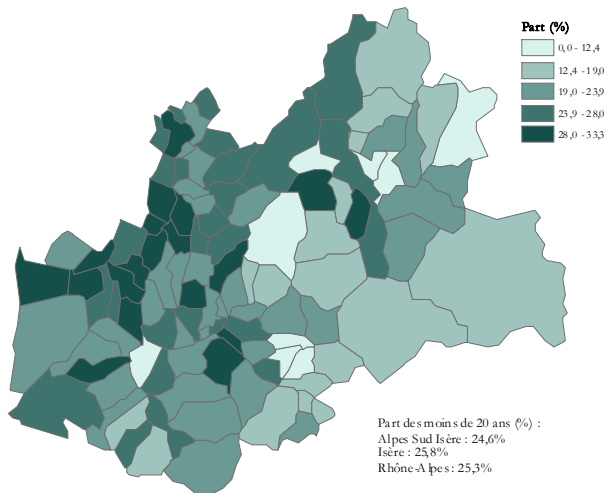 Part (%)
0,0 - 12,4
12,4 - 19,0
19,0 - 23,9
23,9 - 28,0
28,0 - 33,3
Part des moins de 20 ans (%) :
Alpes Sud Isère : 24,6%
Isère : 25,8%
Rhône-Alpes : 25,3%